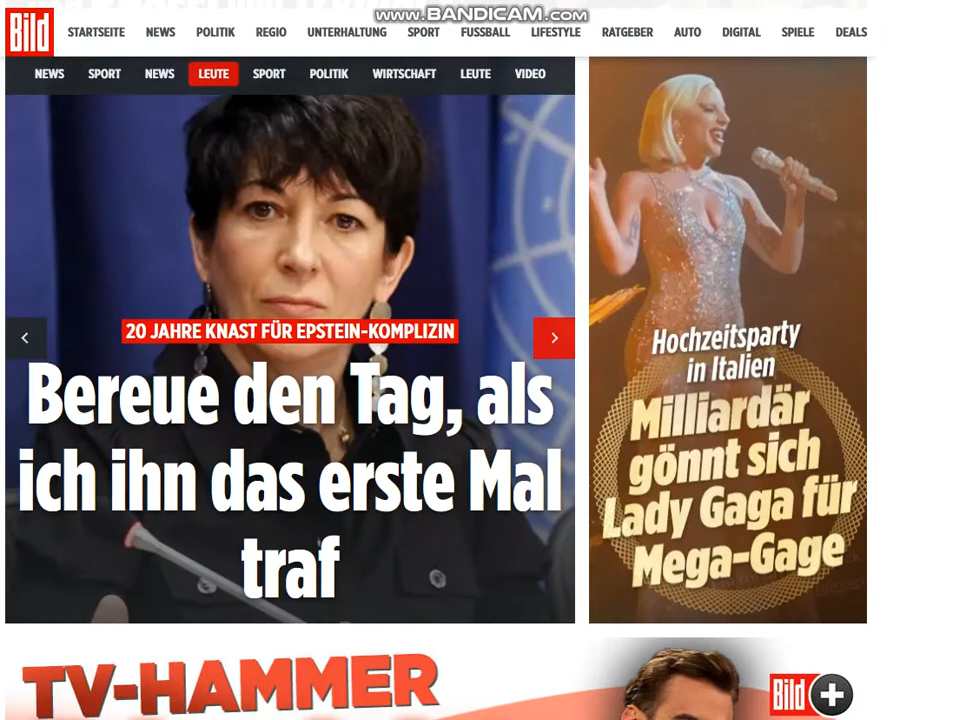 www.BANDICAM.com
Bild
STARTSEITE NEWS POLITIK REGIO UNTERHALTUNG SPORT FUSSBALL LIFESTYLE RATGEBER AUTO DIGITAL SPIELE DEALS
NEWS SPORT NEWS LEUTE SPORT POLITIK WIRTSCHAFT LEUTE VIDEO
20 JAHRE KNAST FÜR EPSTEIN-KOMPLIZIN
Bereue den Tag, als
ich ihn das erste Mal
traf
Hochzeitsparty
in Italien
Milliardär
gönnt sich
Lady Gaga für
Mega-Gage
TV-HAMMER
Bild +